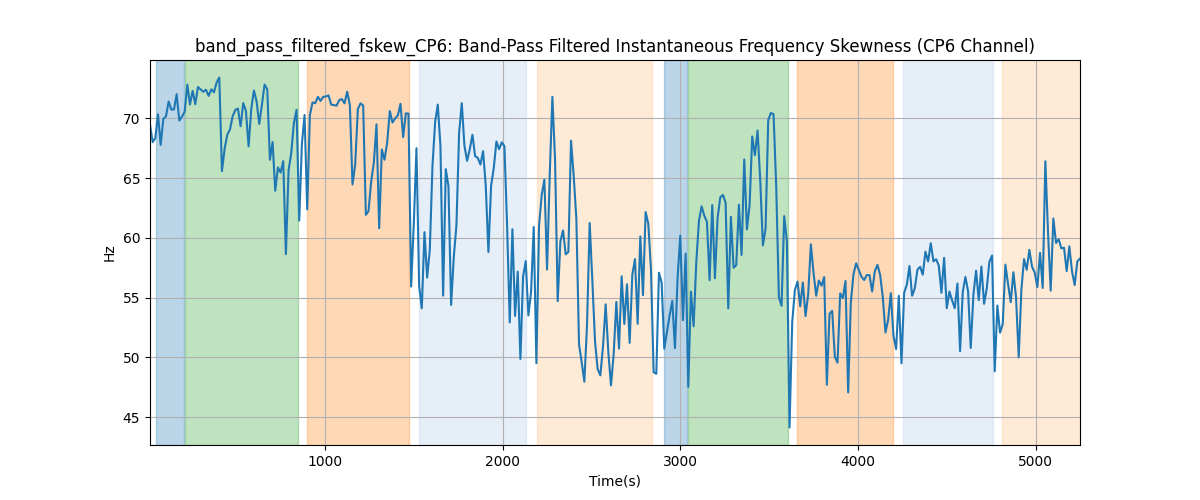 band_pass_filtered_fskew_CP6: Band-Pass Filtered Instantaneous Frequency Skewness (CP6 Channel)
70
65
60
55
50
45
Hz
1000 2000 3000 4000 5000
Time(s)